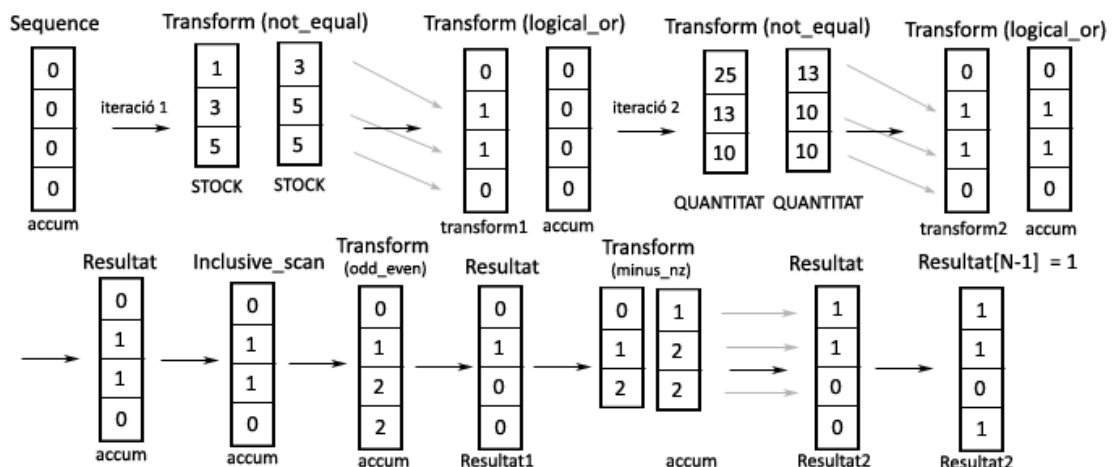 Sequence
Transform (not_equal)
Transform (logical_or)
Transform (not_equal)
Transform (logical_or)
0
0
0
0
accum
iteració 1
1
3
5
STOCK
3
5
5
STOCK
0
1
1
0
transform1
0
0
0
0
accum
iteració 2
25
13
10
QUANTITAT
13
10
10
QUANTITAT
0
1
1
0
transform2
0
1
1
0
accum
Resultat
0
1
1
0
accum
Inclusive_scan
0
1
1
0
accum
Transform
(odd_even)
0
1
2
2
accum
Resultat
0
1
0
0
Resultat1
Transform
(minus_nz)
0
1
2
1
2
2
accum
Resultat
1
1
0
0
Resultat2
Resultat[N-1] = 1
1
1
0
1
Resultat2